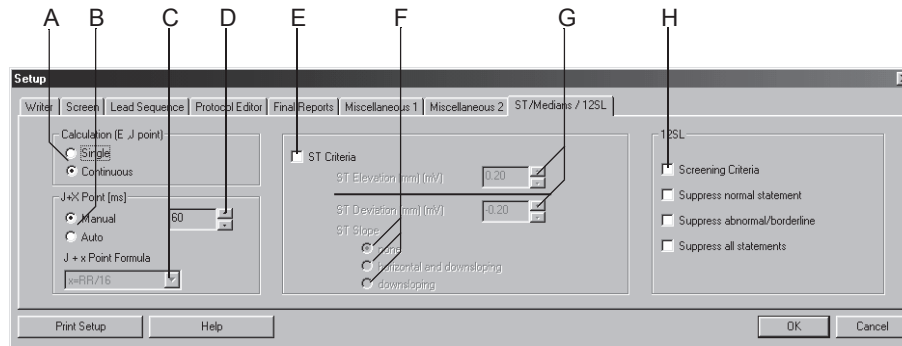 A B C D E F G H
Setup
Writer Screen Lead Sequence Protocol Editor Final Reports Miscellaneous 1 Miscellaneous 2 ST/Medians / 12SL
Calculation (E ,J point)
Single
Continuous
J+X Point [ms]
Manual 60
Auto
J + x Point Formula
x=RR/16
ST Criteria
ST Elevation (mm) (mV) 0.20
ST Deviation (mm) (mV) -0.20
ST Slope
none
horizontal and downsloping
downsloping
12SL
Screening Criteria
Suppress normal statement
Suppress abnormal/borderline
Suppress all statements
Print Setup Help OK Cancel